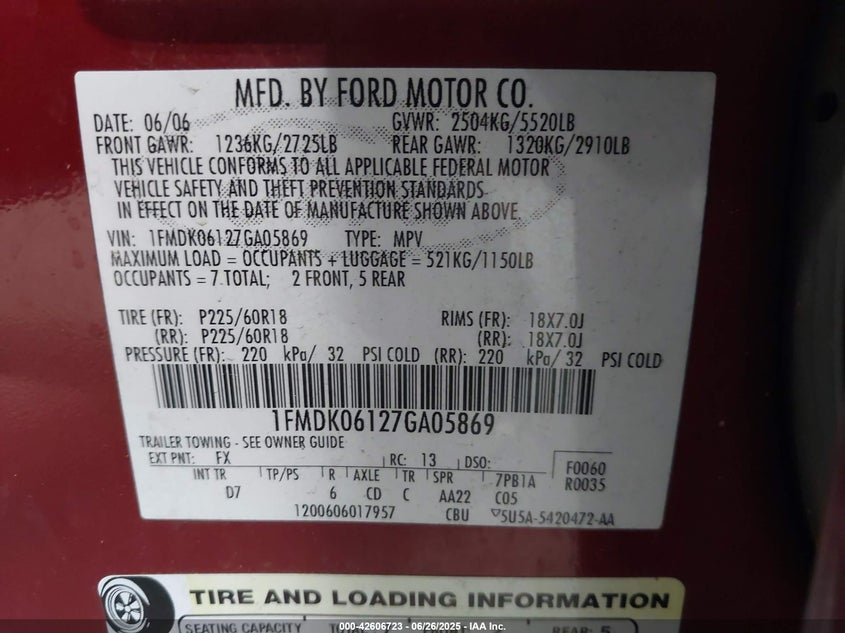 MFD. BY FORD MOTOR CO.
DATE: 06/06 GVWR: 2504KG/5520LB
FRONT GAWR: 1236KG/2725LB REAR GAWR: 1320KG/2910LB
THIS VEHICLE CONFORMS TO ALL APPLICABLE FEDERAL MOTOR
VEHICLE SAFETY AND THEFT PREVENTION STANDARDS
IN EFFECT ON THE DATE OF MANUFACTURE SHOWN ABOVE.
VIN: 1FMDK06127GA05869 TYPE: MPV
MAXIMUM LOAD = OCCUPANTS + LUGGAGE = 521KG/1150LB
OCCUPANTS = 7 TOTAL; 2 FRONT, 5 REAR
TIRE (FR): P225/60R18 RIMS (FR): 18X7.0J
(RR): P225/60R18 (RR): 18X7.0J
PRESSURE (FR): 220 kPa/ 32 PSI COLD (RR): 220 kPa/ 32 PSI COLD
1FMDK06127GA05869
TRAILER TOWING - SEE OWNER GUIDE
EXT PNT: FX RC: 13 DSO: F0060
INT TR TP/PS R AXLE TR SPR 7PB1A R0035
D7 6 CD C AA22 C05
1200606017957 CBU 5U5A-5420472-AA
TIRE AND LOADING INFORMATION
SEATING CAPACITY
REAR: 5
000-42606723 - 06/26/2025 - IAA Inc.